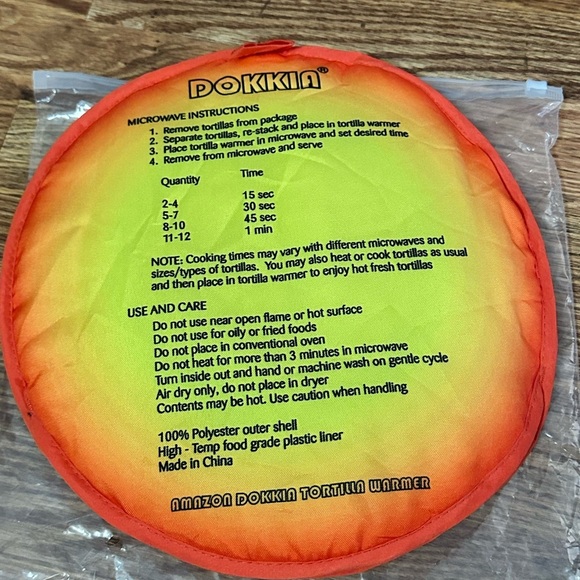 DOKKIA®
MICROWAVE INSTRUCTIONS
1. Remove tortillas from package
2. Separate tortillas, re-stack and place in tortilla warmer
3. Place tortilla warmer in microwave and set desired time
4. Remove from microwave and serve
Quantity Time
2-4 15 sec
5-7 30 sec
8-10 45 sec
11-12 1 min
NOTE: Cooking times may vary with different microwaves and
sizes/types of tortillas. You may also heat or cook tortillas as usual
and then place in tortilla warmer to enjoy hot fresh tortillas
USE AND CARE
Do not use near open flame or hot surface
Do not use for oily or fried foods
Do not place in conventional oven
Do not heat for more than 3 minutes in microwave
Turn inside out and hand or machine wash on gentle cycle
Air dry only, do not place in dryer
Contents may be hot. Use caution when handling
100% Polyester outer shell
High - Temp food grade plastic liner
Made in China
AMAZON DOKKIA TORTILLA WARMER